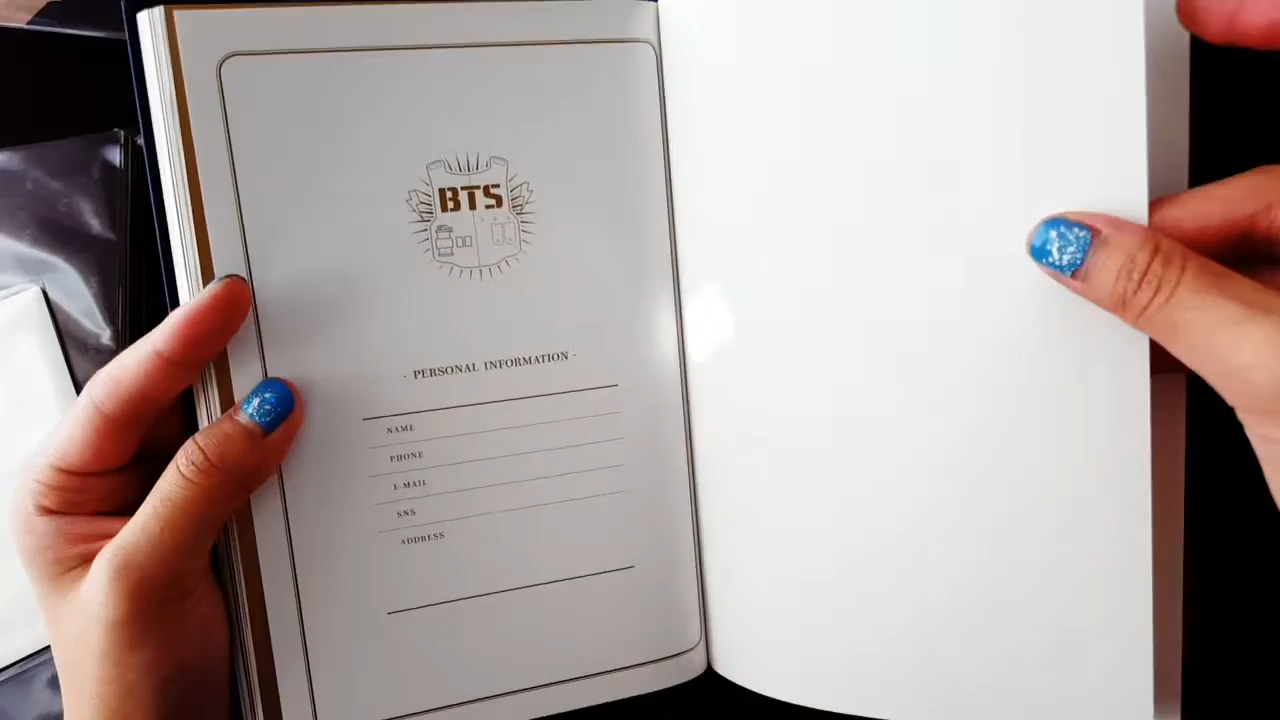 BTS
· PERSONAL INFORMATION ·
NAME
PHONE
E-MAIL
SNS
ADDRESS